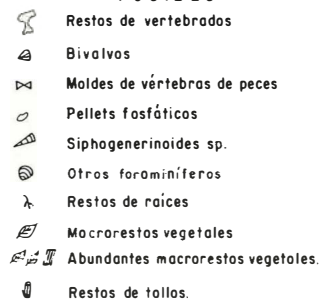 Restos de vertebrados
Bivalvos
Moldes de vértebras de peces
Pellets fosfáticos
Siphogenerinoides sp.
Otros foraminíferos
Restos de raíces
Macrorestos vegetales
Abundantes macrorestos vegetales.
Restos de tallos.